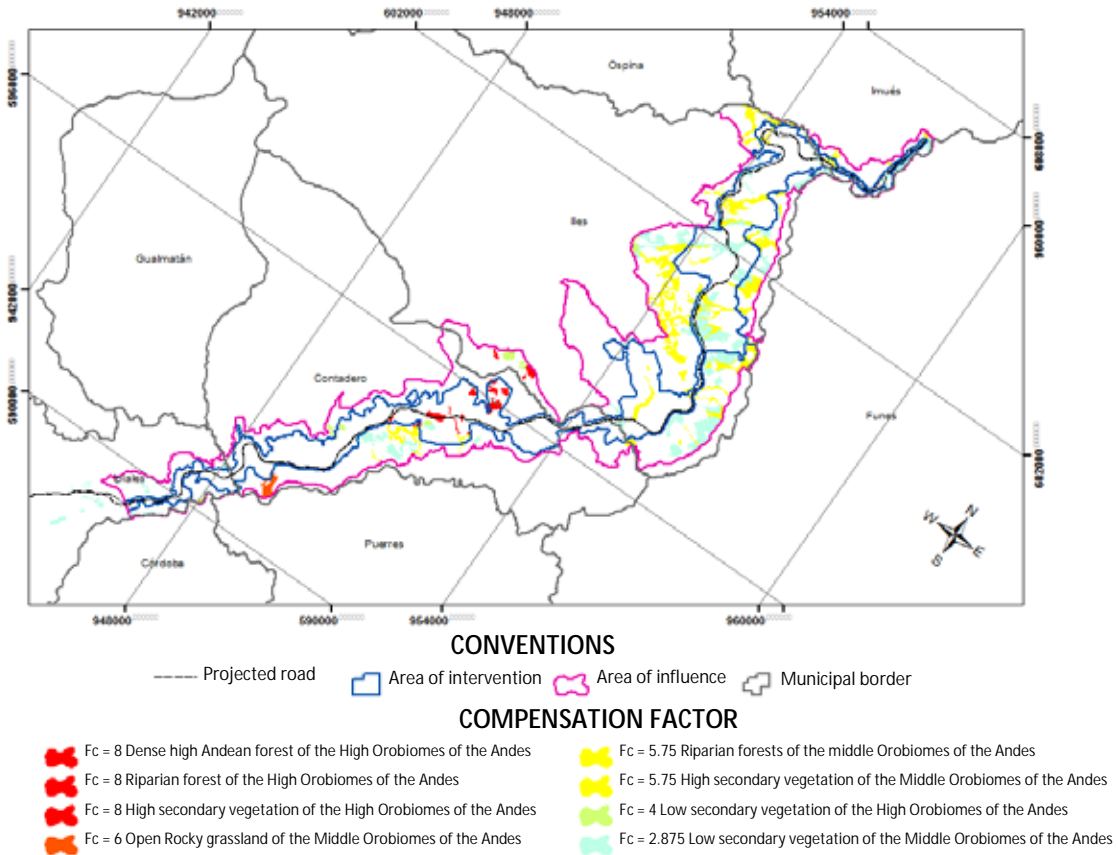 942000
602000
948000
954000
Ospina
Imués
Iles
Gualmatán
960000
Contadero
Funes
Puerres
Córdoba
N
W
E
S
948000
590000
954000
960000
CONVENTIONS
Projected road
Area of intervention
Area of influence
Municipal border
COMPENSATION FACTOR
Fc = 8 Dense high Andean forest of the High Orobiomes of the Andes
Fc = 8 Riparian forest of the High Orobiomes of the Andes
Fc = 8 High secondary vegetation of the High Orobiomes of the Andes
Fc = 6 Open Rocky grassland of the Middle Orobiomes of the Andes
Fc = 5.75 Riparian forests of the middle Orobiomes of the Andes
Fc = 5.75 High secondary vegetation of the Middle Orobiomes of the Andes
Fc = 4 Low secondary vegetation of the High Orobiomes of the Andes
Fc = 2.875 Low secondary vegetation of the Middle Orobiomes of the Andes